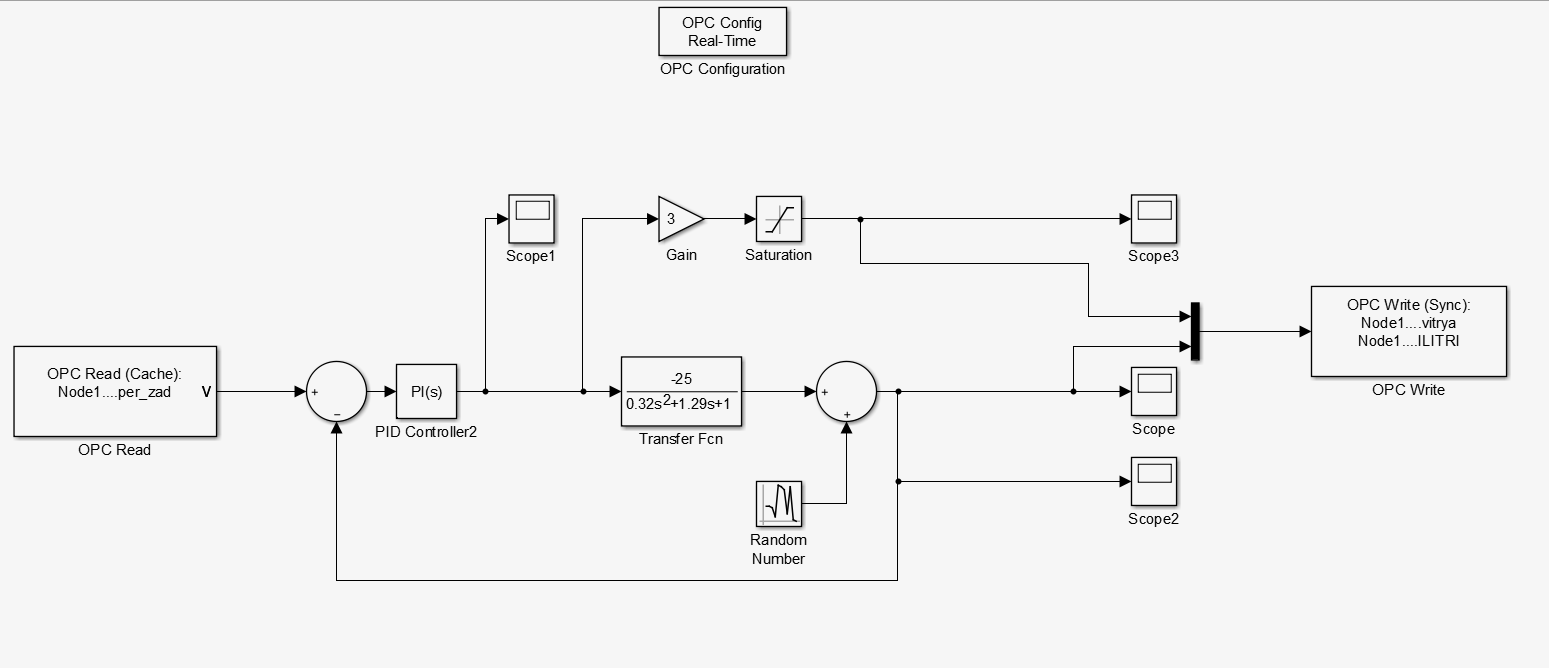 OPC Config
Real-Time
OPC Configuration
Scope1
3
Gain
Saturation
Scope3
OPC Write (Sync):
Node1....vitrya
Node1....ILITRI
OPC Write
OPC Read (Cache):
Node1....per_zad
V
OPC Read
+
−
PI(s)
PID Controller2
-25
0.32s2+1.29s+1
Transfer Fcn
+
+
Scope
Scope2
Random
Number